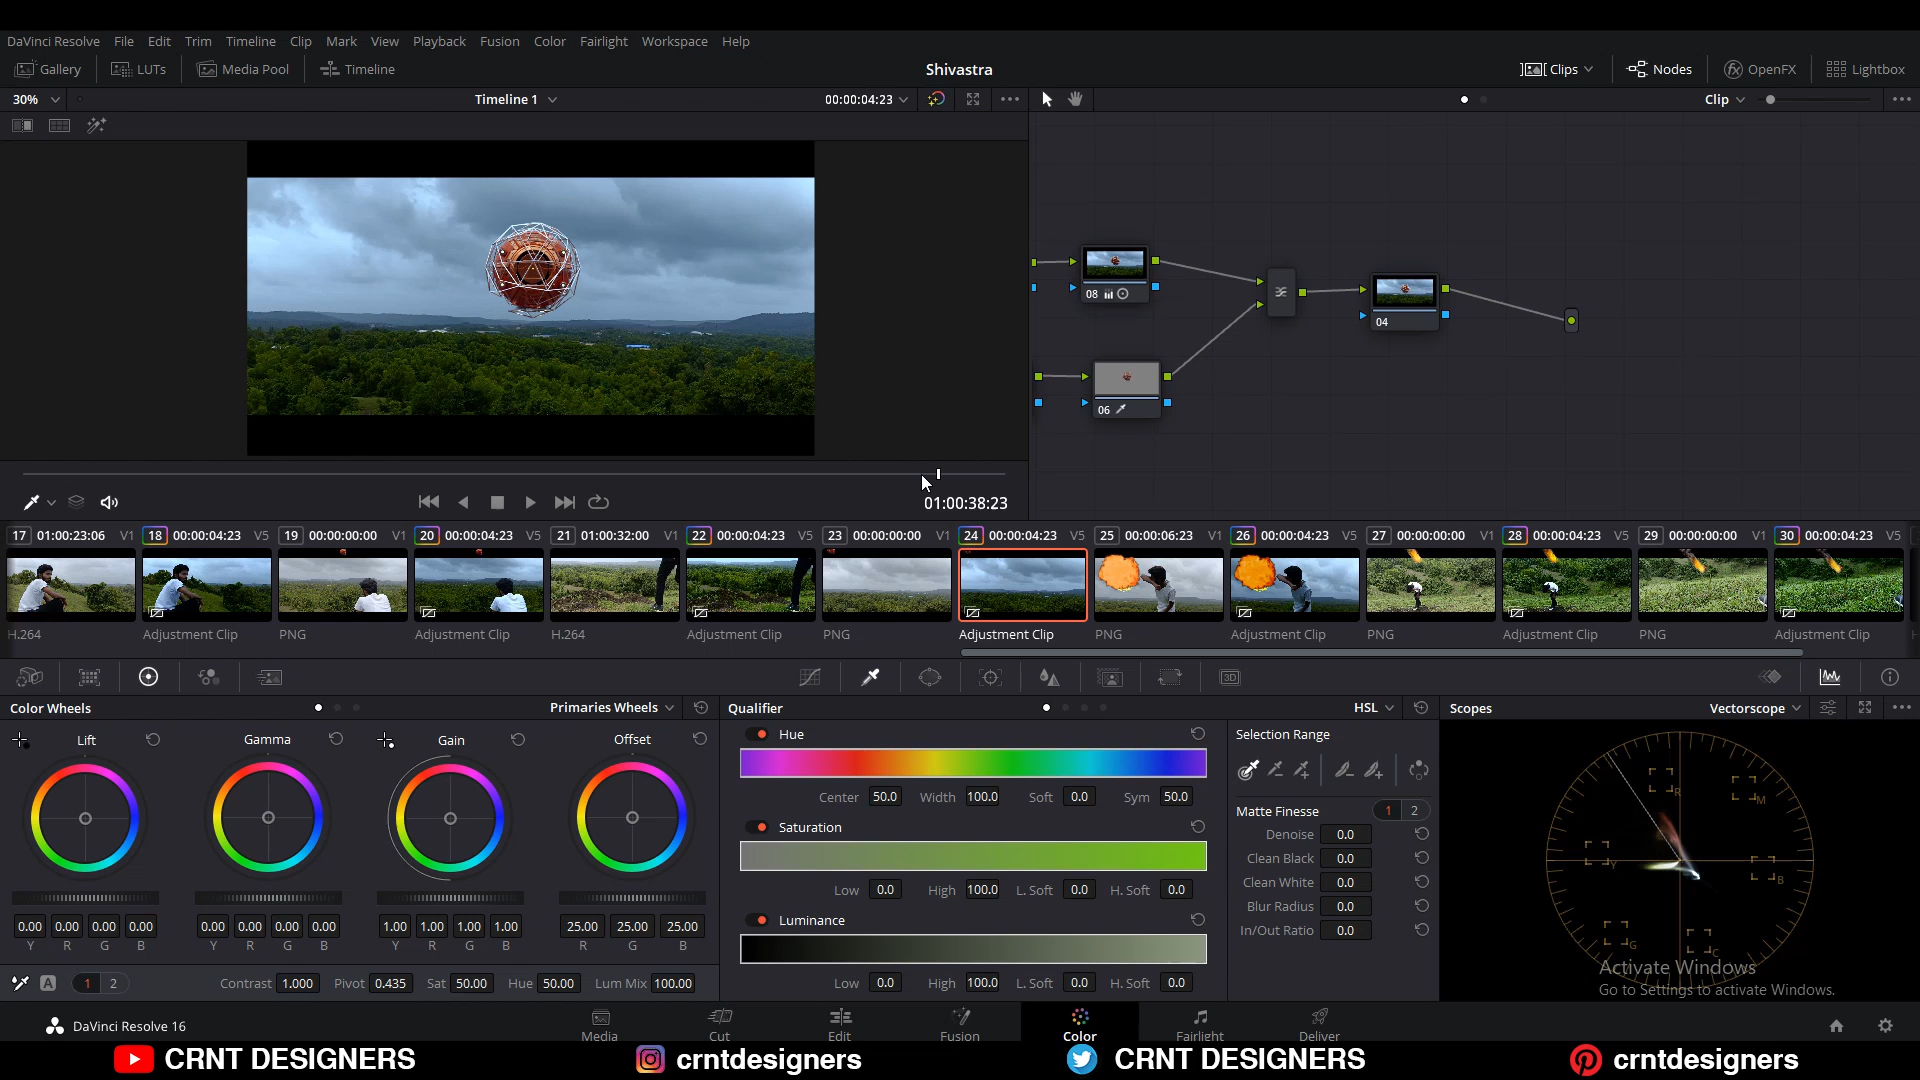 DaVinci Resolve File Edit Trim Timeline Clip Mark View Playback Fusion Color Fairlight Workspace Help
Gallery LUTs Media Pool Timeline Shivastra Clips Nodes OpenFX Lightbox
30% Timeline 1 00:00:04:23 Clip
08
04
06
01:00:38:23
17 01:00:23:06 V1 18 00:00:04:23 V5 19 00:00:00:00 V1 20 00:00:04:23 V5 21 01:00:32:00 V1 22 00:00:04:23 V5 23 00:00:00:00 V1 24 00:00:04:23 V5 25 00:00:06:23 V1 26 00:00:04:23 V5 27 00:00:00:00 V1 28 00:00:04:23 V5 29 00:00:00:00 V1 30 00:00:04:23 V5
H.264 Adjustment Clip PNG Adjustment Clip H.264 Adjustment Clip PNG Adjustment Clip PNG Adjustment Clip PNG Adjustment Clip PNG Adjustment Clip
3D
Color Wheels Primaries Wheels
Lift Gamma Gain Offset
0.00 0.00 0.00 0.00 0.00 0.00 0.00 0.00 1.00 1.00 1.00 1.00 25.00 25.00 25.00
Y R G B Y R G B Y R G B R G B
A 1 2 Contrast 1.000 Pivot 0.435 Sat 50.00 Hue 50.00 Lum Mix 100.00
Qualifier HSL
Hue
Center 50.0 Width 100.0 Soft 0.0 Sym 50.0
Saturation
Low 0.0 High 100.0 L. Soft 0.0 H. Soft 0.0
Luminance
Low 0.0 High 100.0 L. Soft 0.0 H. Soft 0.0
Selection Range
Matte Finesse 1 2
Denoise 0.0
Clean Black 0.0
Clean White 0.0
Blur Radius 0.0
In/Out Ratio 0.0
Scopes Vectorscope
R
M
Y
B
G
C
Activate Windows
Go to Settings to activate Windows.
DaVinci Resolve 16 Media Cut Edit Fusion Color Fairlight Deliver
CRNT DESIGNERS crntdesigners CRNT DESIGNERS crntdesigners